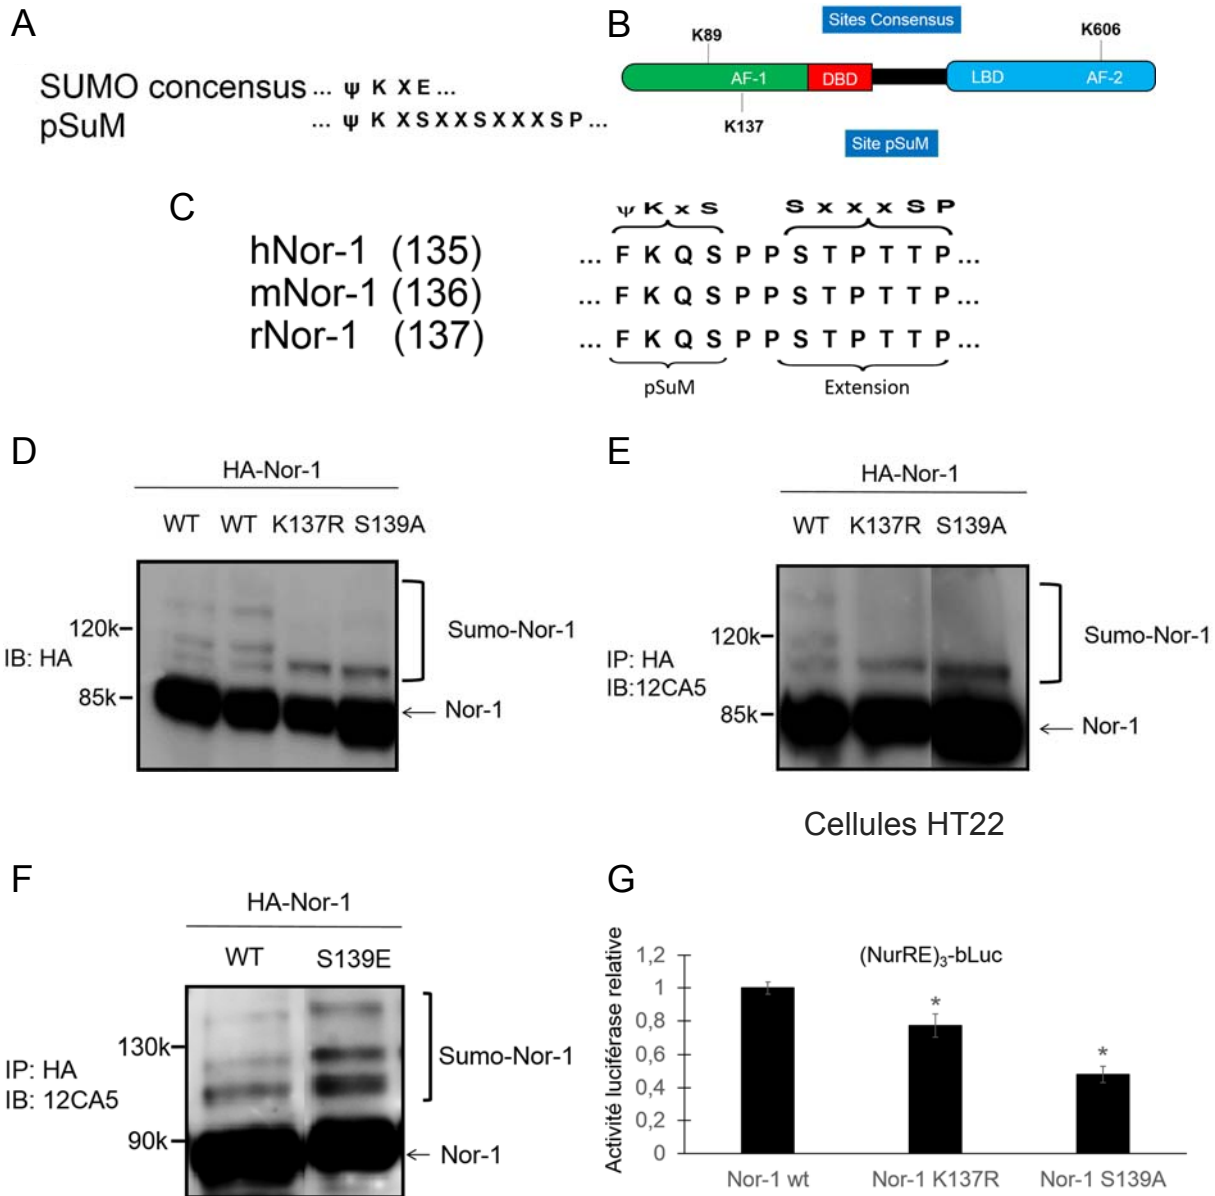 A
SUMO concensus ... ψ K X E ...
pSuM ... ψ K X S X X S X X X S P ...
B
Sites Consensus
K89
K606
AF-1
DBD
LBD
AF-2
K137
Site pSuM
C
ψ K x S S x x x S P
hNor-1 (135) ... F K Q S P P S T P T T P ...
mNor-1 (136) ... F K Q S P P S T P T T P ...
rNor-1 (137) ... F K Q S P P S T P T T P ...
pSuM
Extension
D
HA-Nor-1
WT WT K137R S139A
120k
IB: HA
85k
Sumo-Nor-1
Nor-1
E
HA-Nor-1
WT K137R S139A
120k
IP: HA
IB:12CA5
85k
Sumo-Nor-1
Nor-1
Cellules HT22
F
HA-Nor-1
WT S139E
130k
IP: HA
IB: 12CA5
90k
Sumo-Nor-1
Nor-1
G
Activité luciférase relative
(NurRE)3-bLuc
1,2
1
0,8
0,6
0,4
0,2
0
*
*
Nor-1 wt
Nor-1 K137R
Nor-1 S139A